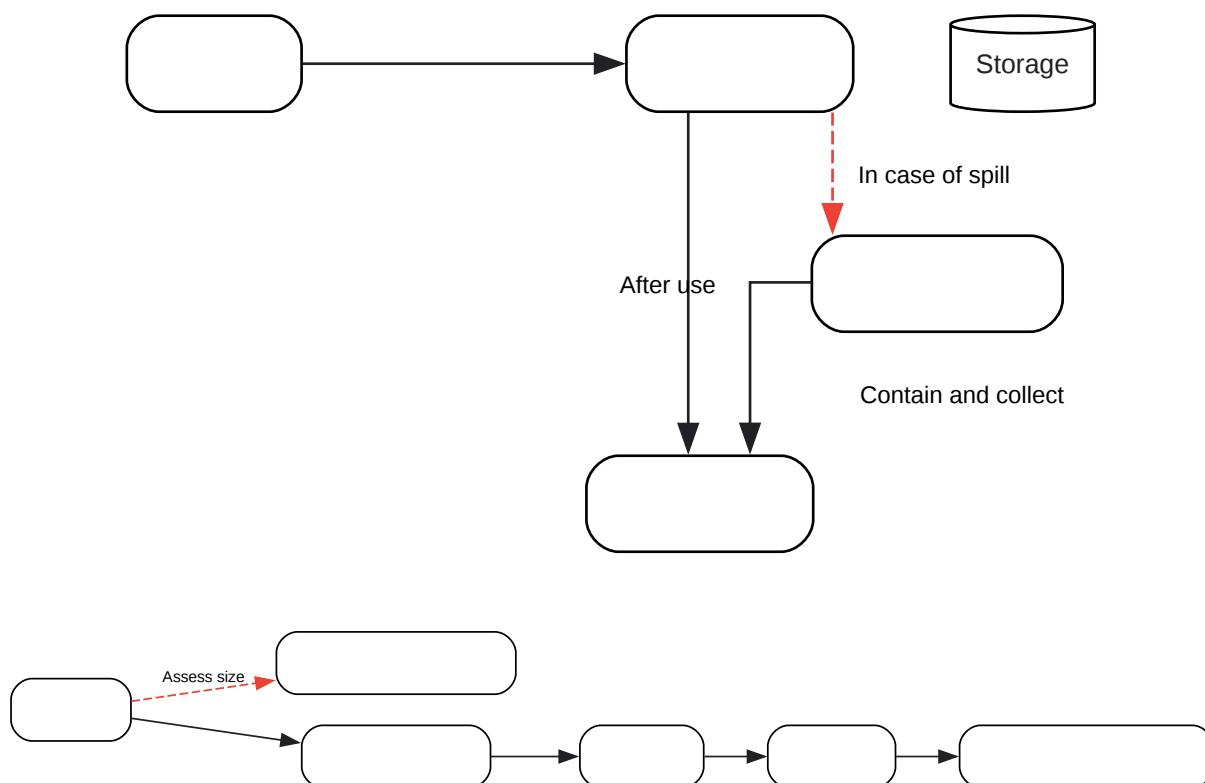 Storage
In case of spill
After use
Contain and collect
Assess size